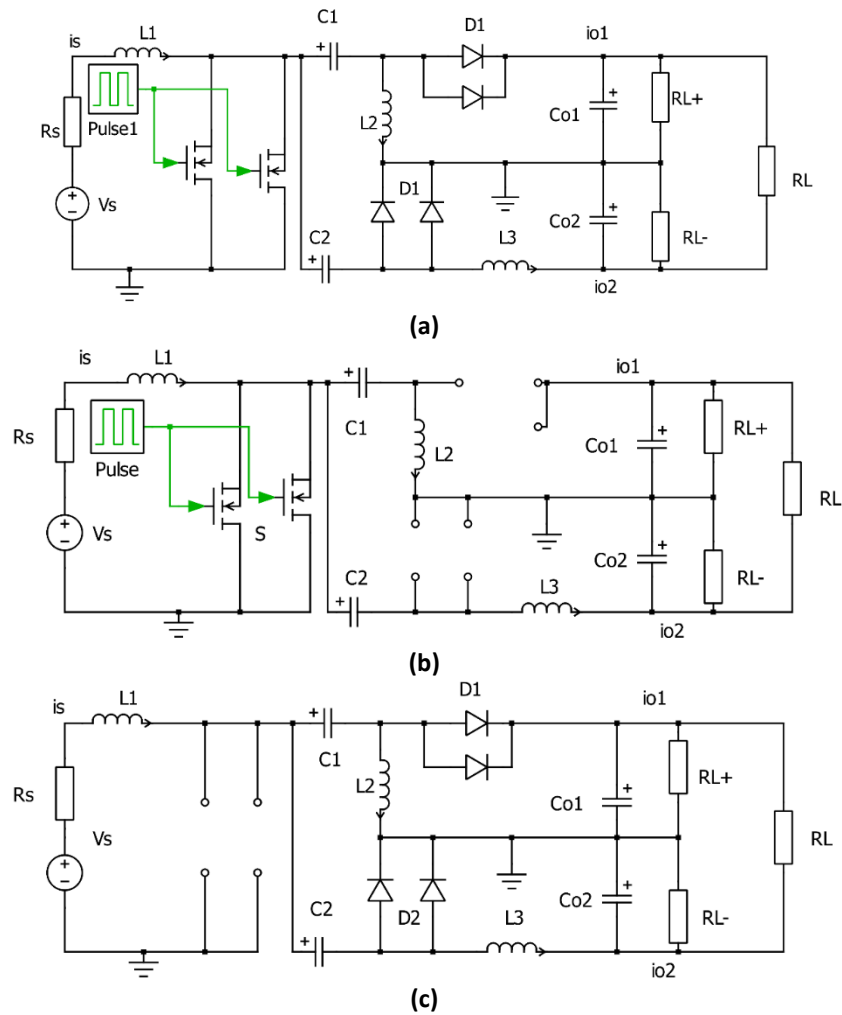 C1
D1
is
L1
io1
+
Pulse1
Rs
L2
Co1
+
RL+
+
−
Vs
D1
RL
C2
L3
Co2
+
RL-
+
io2
(a)
is
L1
io1
+
C1
Rs
Pulse
L2
Co1
+
RL+
+
−
Vs
S
RL
C2
L3
Co2
+
RL-
+
io2
(b)
D1
is
L1
io1
+
C1
Rs
L2
Co1
+
RL+
+
−
Vs
RL
C2
D2
L3
Co2
+
RL-
+
io2
(c)